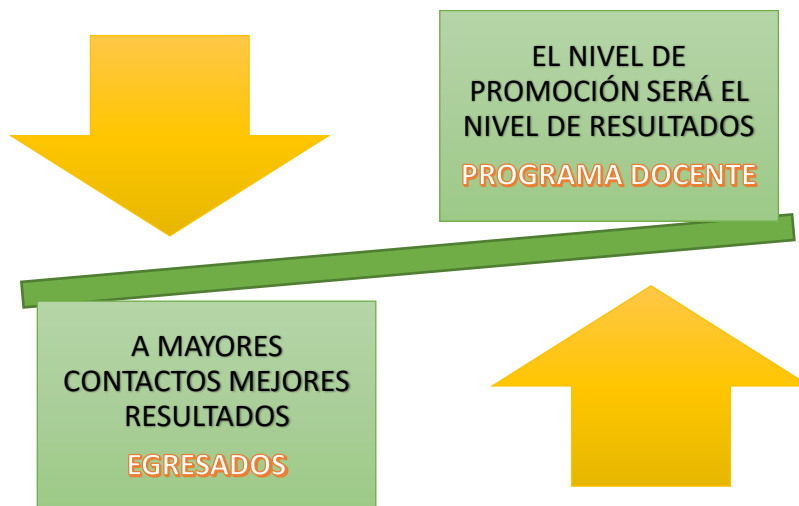 EL NIVEL DE
PROMOCIÓN SERÁ EL
NIVEL DE RESULTADOS
PROGRAMA DOCENTE
A MAYORES
CONTACTOS MEJORES
RESULTADOS
EGRESADOS